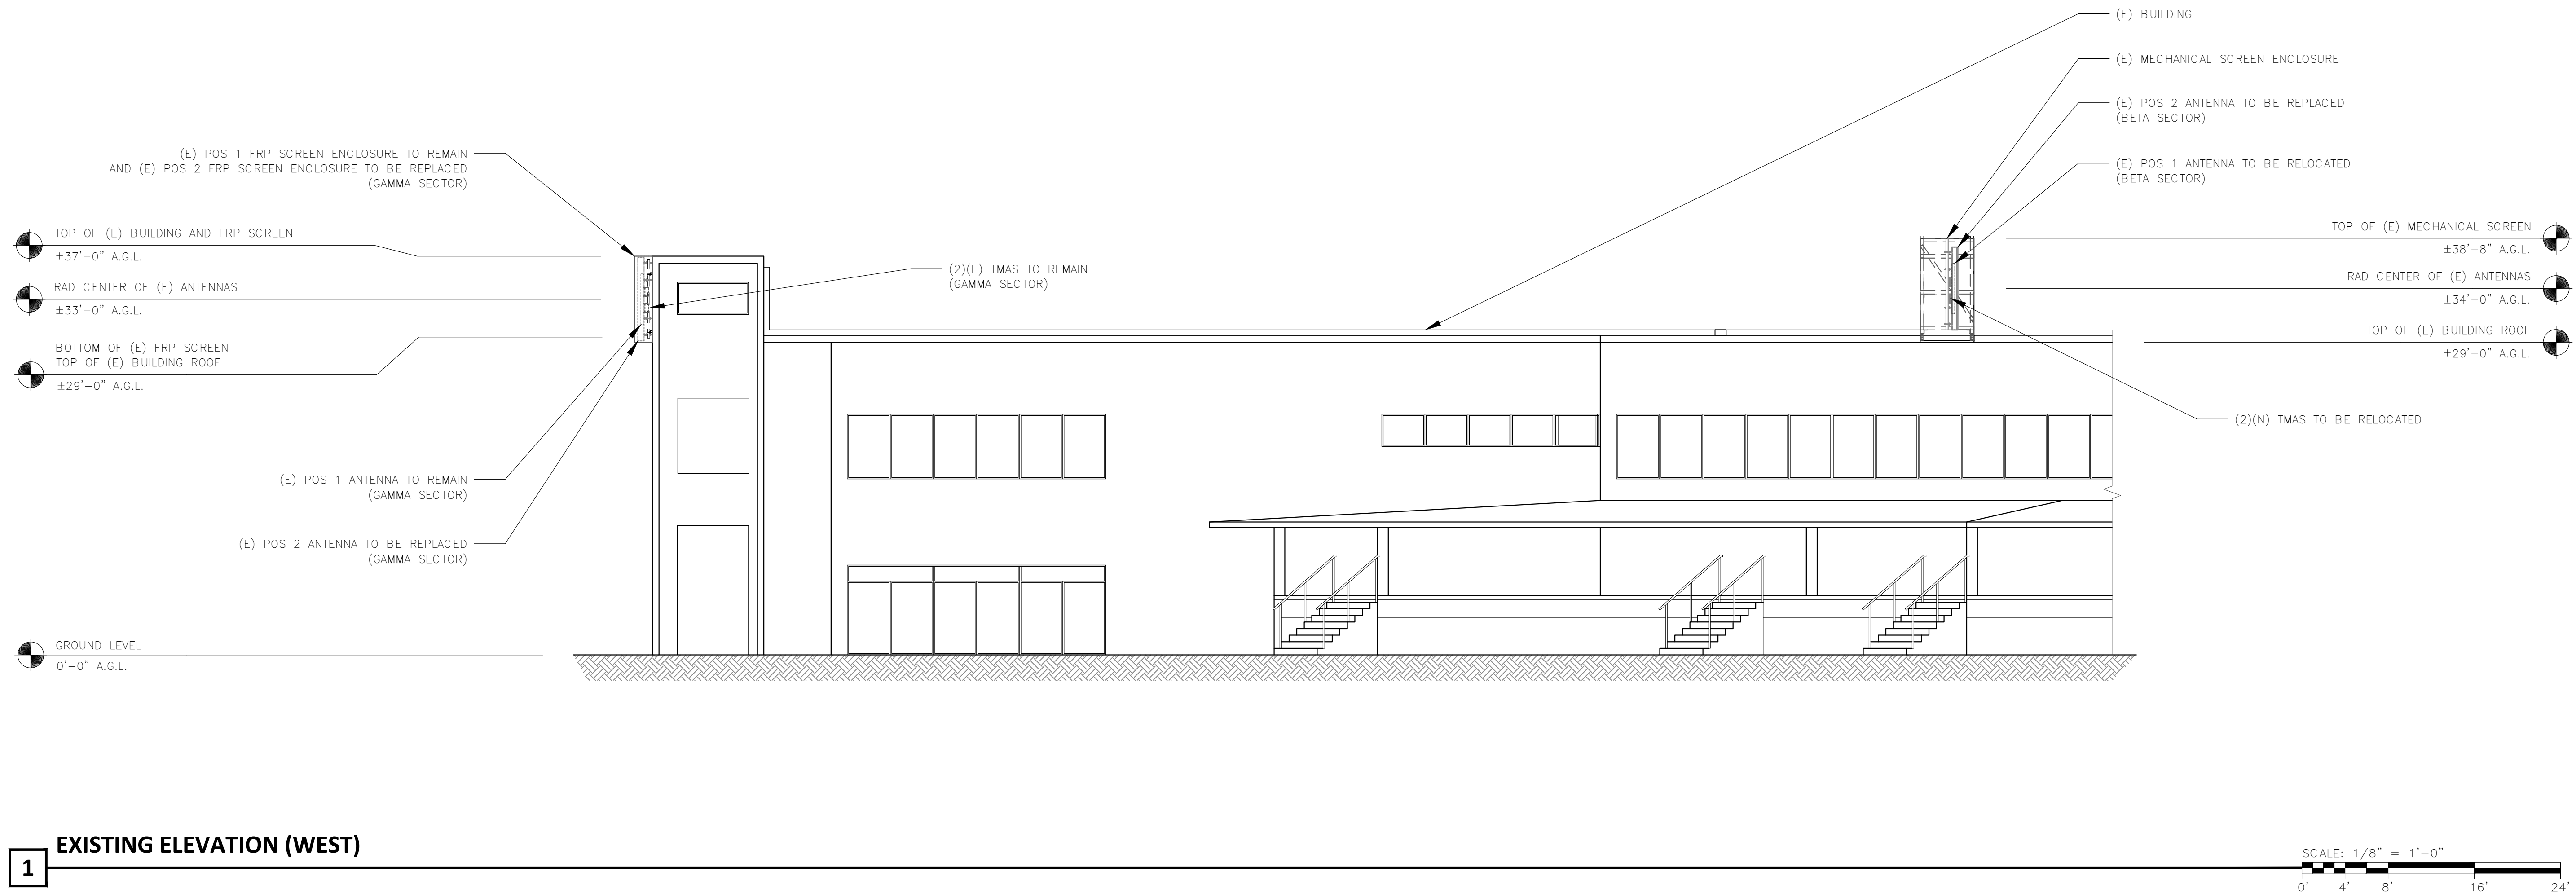 (E) BUILDING
(E) MECHANICAL SCREEN ENCLOSURE
(E) POS 2 ANTENNA TO BE REPLACED
(BETA SECTOR)
(E) POS 1 ANTENNA TO BE RELOCATED
(BETA SECTOR)
(E) POS 1 FRP SCREEN ENCLOSURE TO REMAIN
AND (E) POS 2 FRP SCREEN ENCLOSURE TO BE REPLACED
(GAMMA SECTOR)
TOP OF (E) BUILDING AND FRP SCREEN
±37'-0" A.G.L.
RAD CENTER OF (E) ANTENNAS
±33'-0" A.G.L.
BOTTOM OF (E) FRP SCREEN
TOP OF (E) BUILDING ROOF
±29'-0" A.G.L.
(2)(E) TMAS TO REMAIN
(GAMMA SECTOR)
TOP OF (E) MECHANICAL SCREEN
±38'-8" A.G.L.
RAD CENTER OF (E) ANTENNAS
±34'-0" A.G.L.
TOP OF (E) BUILDING ROOF
±29'-0" A.G.L.
(2)(N) TMAS TO BE RELOCATED
(E) POS 1 ANTENNA TO REMAIN
(GAMMA SECTOR)
(E) POS 2 ANTENNA TO BE REPLACED
(GAMMA SECTOR)
GROUND LEVEL
0'-0" A.G.L.
1 EXISTING ELEVATION (WEST)
SCALE: 1/8" = 1'-0"
0' 4' 8' 16' 24'